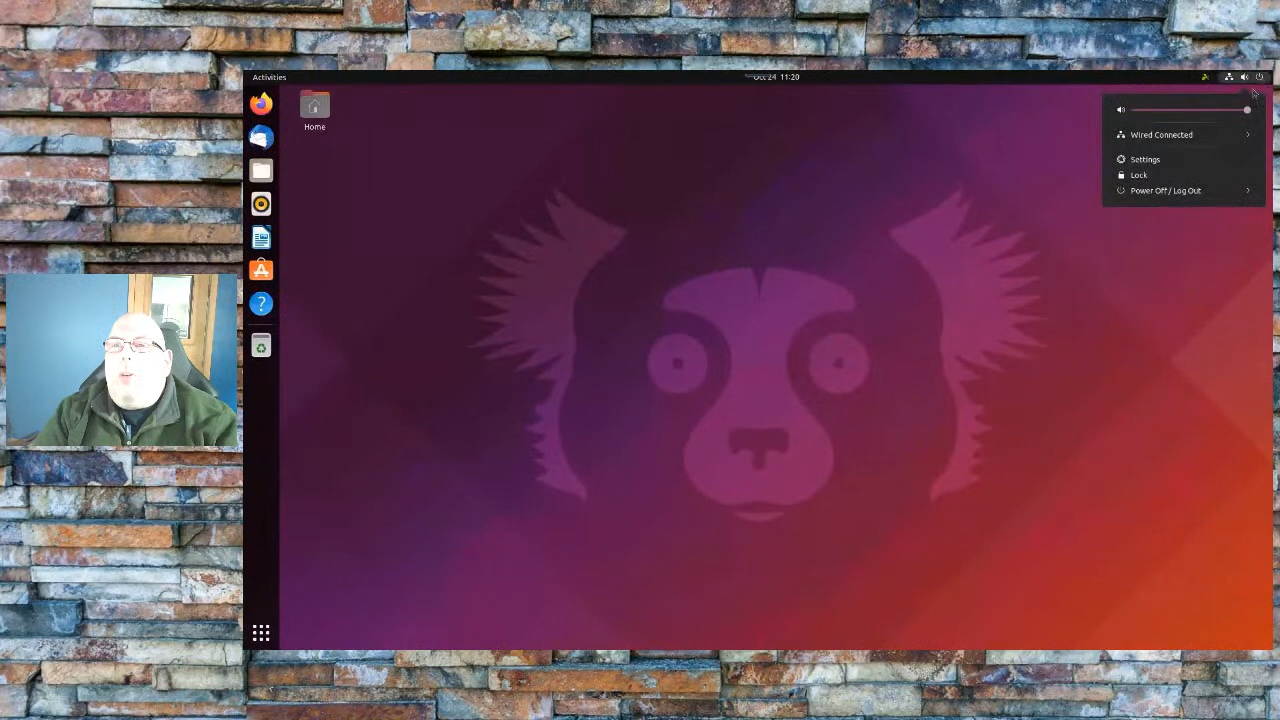 Activities
Oct 24 11:20
Home
Wired Connected
Settings
Lock
Power Off / Log Out